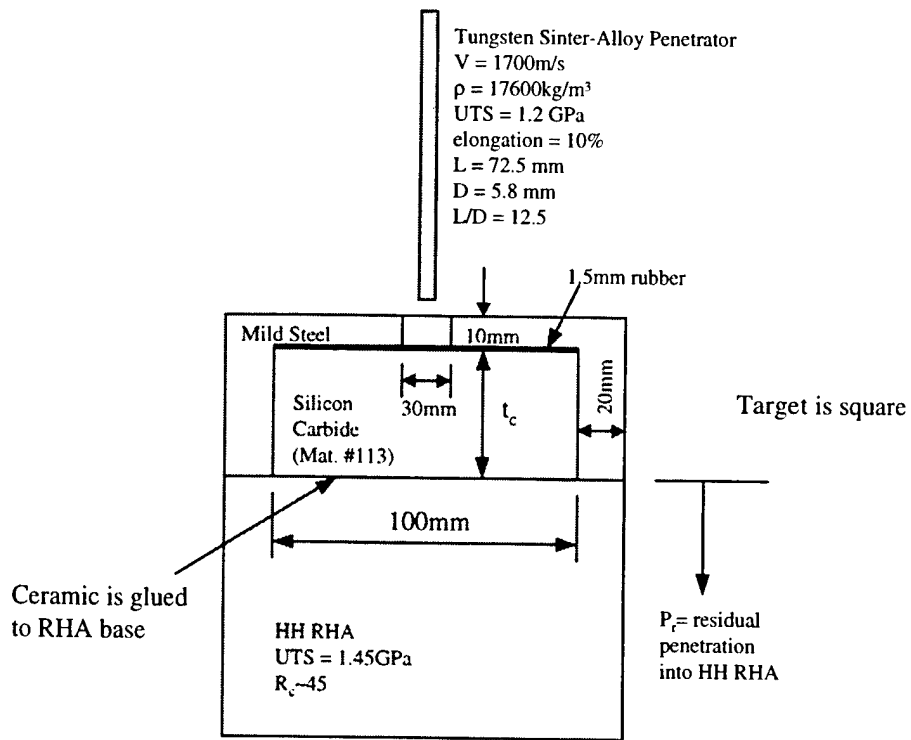 Tungsten Sinter-Alloy Penetrator
V = 1700m/s
ρ = 17600kg/m³
UTS = 1.2 GPa
elongation = 10%
L = 72.5 mm
D = 5.8 mm
L/D = 12.5
1.5mm rubber
Mild Steel
10mm
20mm
30mm
t_c
Silicon
Carbide
(Mat. #113)
Target is square
100mm
Ceramic is glued
to RHA base
HH RHA
UTS = 1.45GPa
R_c~45
P_r= residual
penetration
into HH RHA